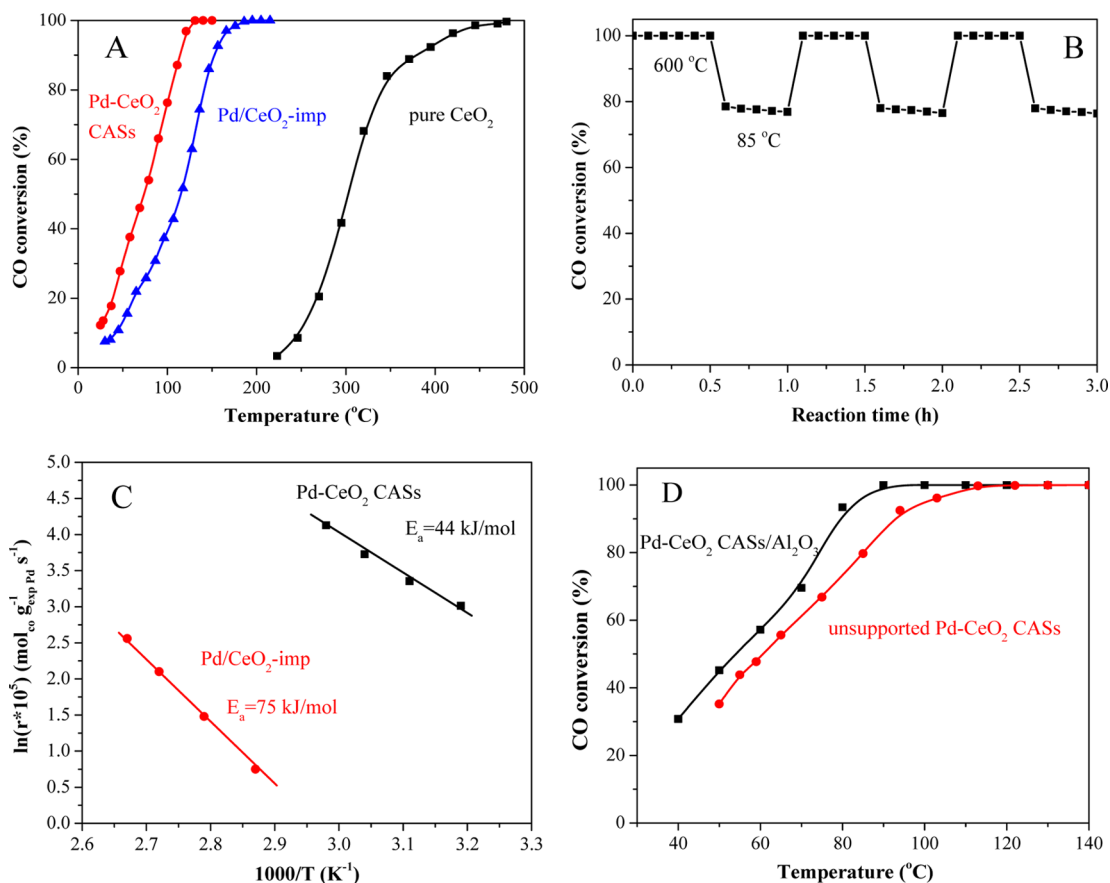 A
Pd-CeO₂
CASs
Pd/CeO₂-imp
pure CeO₂
CO conversion (%)
0
20
40
60
80
100
0 100 200 300 400 500
Temperature (°C)
B
600 °C
85 °C
CO conversion (%)
0
20
40
60
80
100
0.0 0.5 1.0 1.5 2.0 2.5 3.0
Reaction time (h)
C
Pd-CeO₂ CASs
Eₐ=44 kJ/mol
Pd/CeO₂-imp
Eₐ=75 kJ/mol
ln(r*10⁵) (mol_co g⁻¹_exp Pd s⁻¹)
0.0
0.5
1.0
1.5
2.0
2.5
3.0
3.5
4.0
4.5
5.0
2.6 2.7 2.8 2.9 3.0 3.1 3.2 3.3
1000/T (K⁻¹)
D
Pd-CeO₂ CASs/Al₂O₃
unsupported Pd-CeO₂ CASs
CO conversion (%)
0
20
40
60
80
100
40 60 80 100 120 140
Temperature (°C)